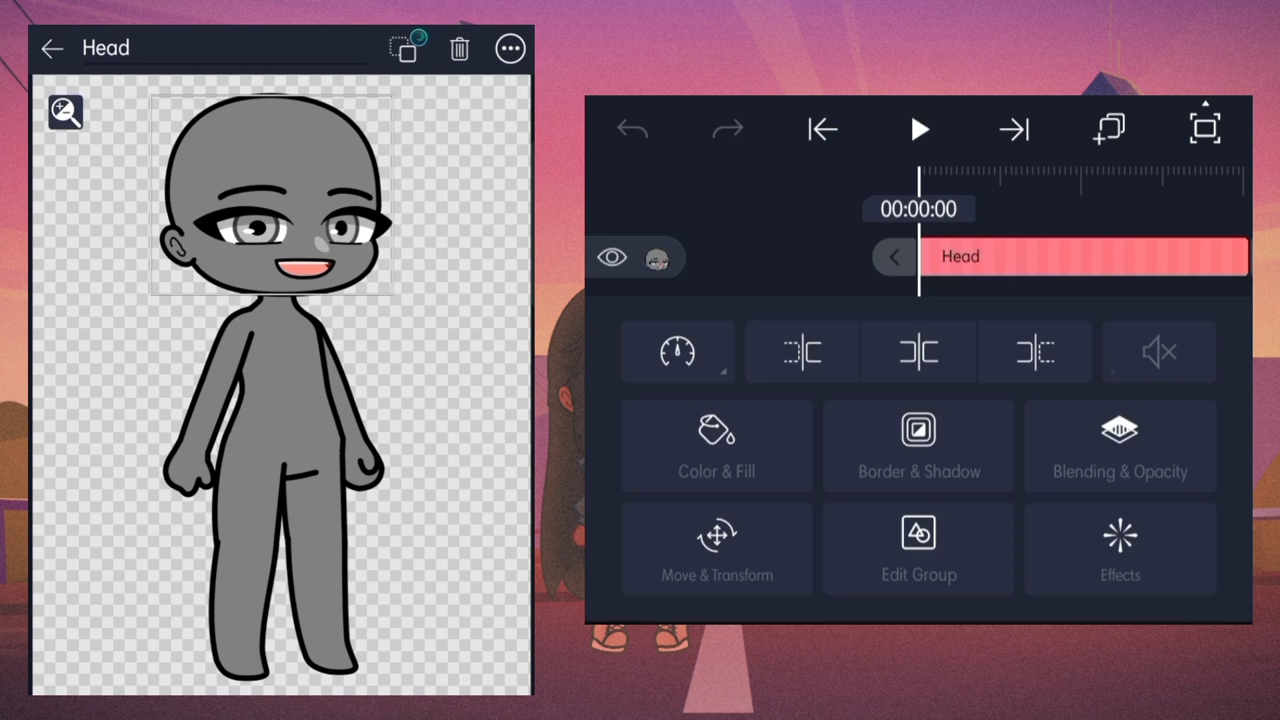 Head
00:00:00
Head
Color & Fill
Border & Shadow
Blending & Opacity
Move & Transform
Edit Group
Effects